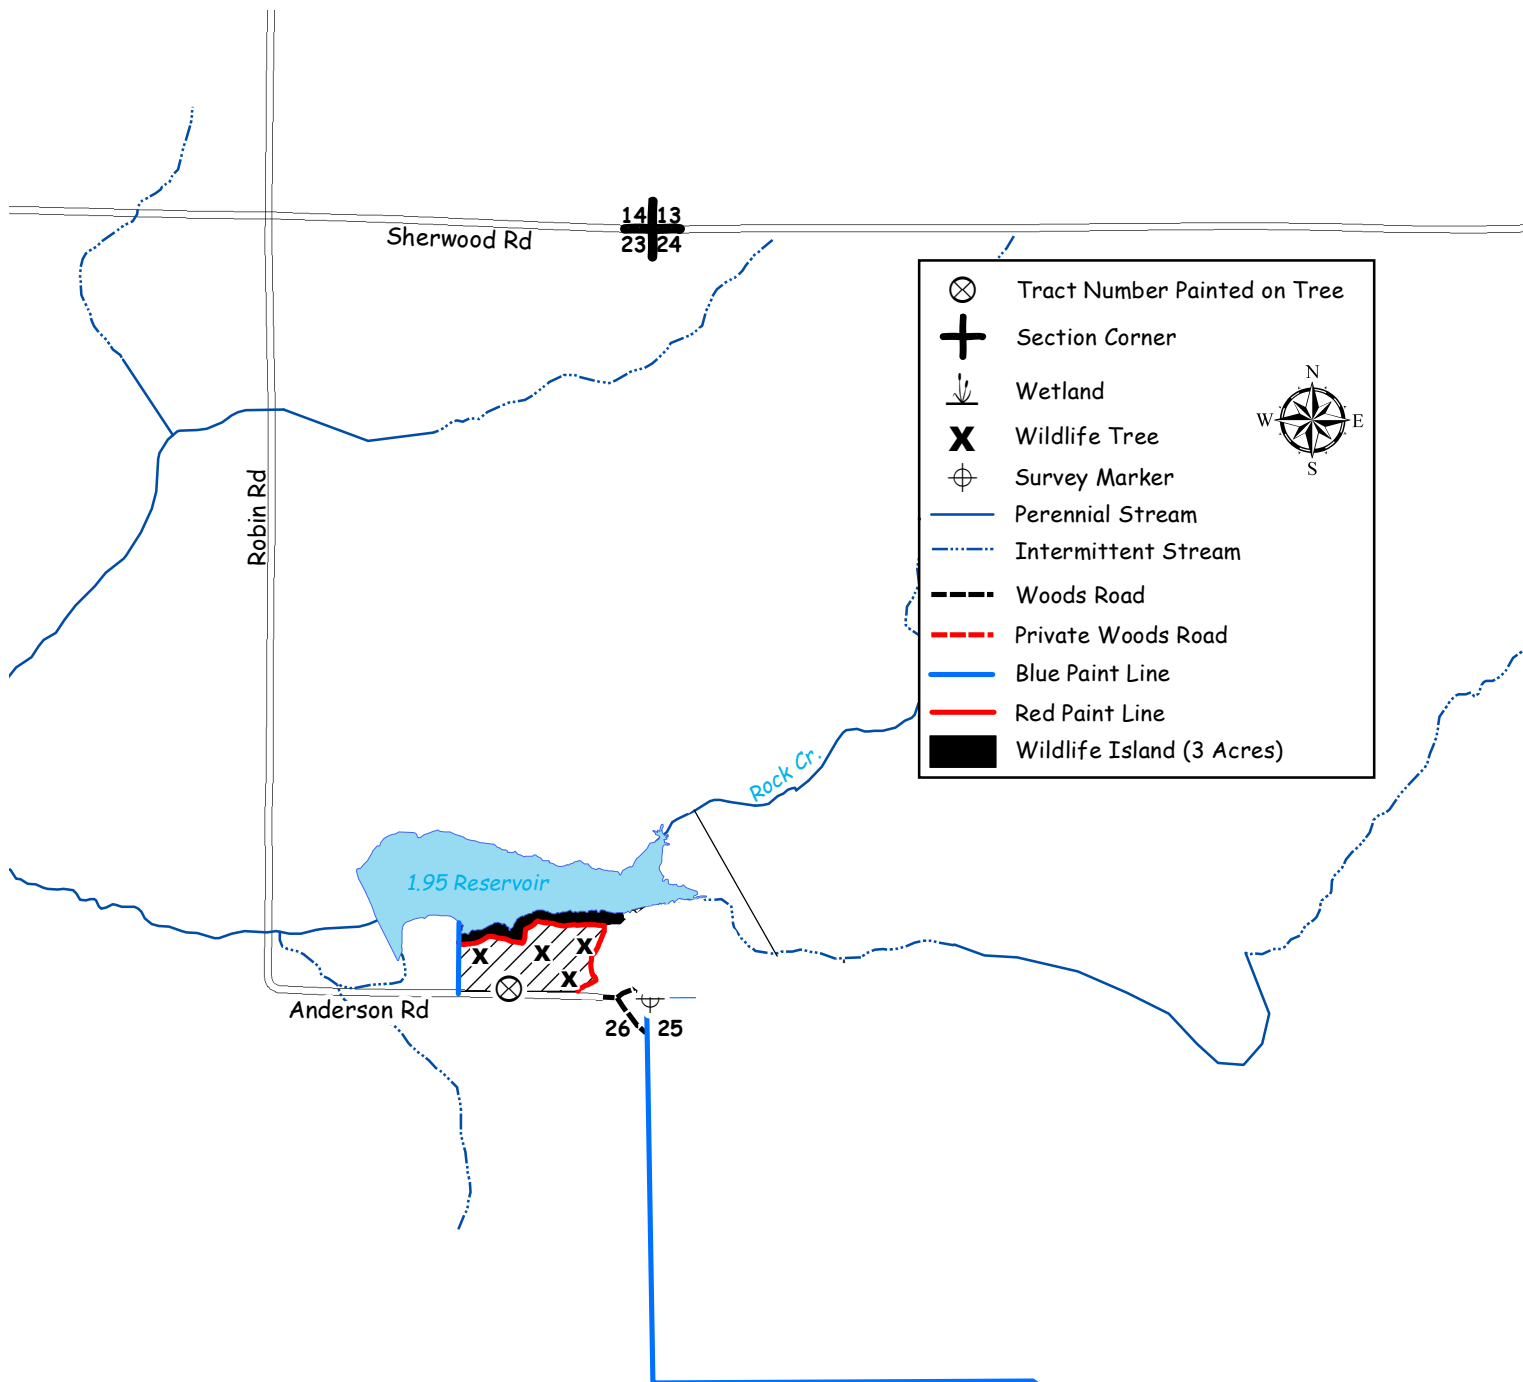 14 13
23 24
Sherwood Rd
Tract Number Painted on Tree
Section Corner
Wetland
Wildlife Tree
Survey Marker
Perennial Stream
Intermittent Stream
Woods Road
Private Woods Road
Blue Paint Line
Red Paint Line
Wildlife Island (3 Acres)
N
W E
S
Robin Rd
Rock Cr.
1.95 Reservoir
X
X
X
X
Anderson Rd
26 25